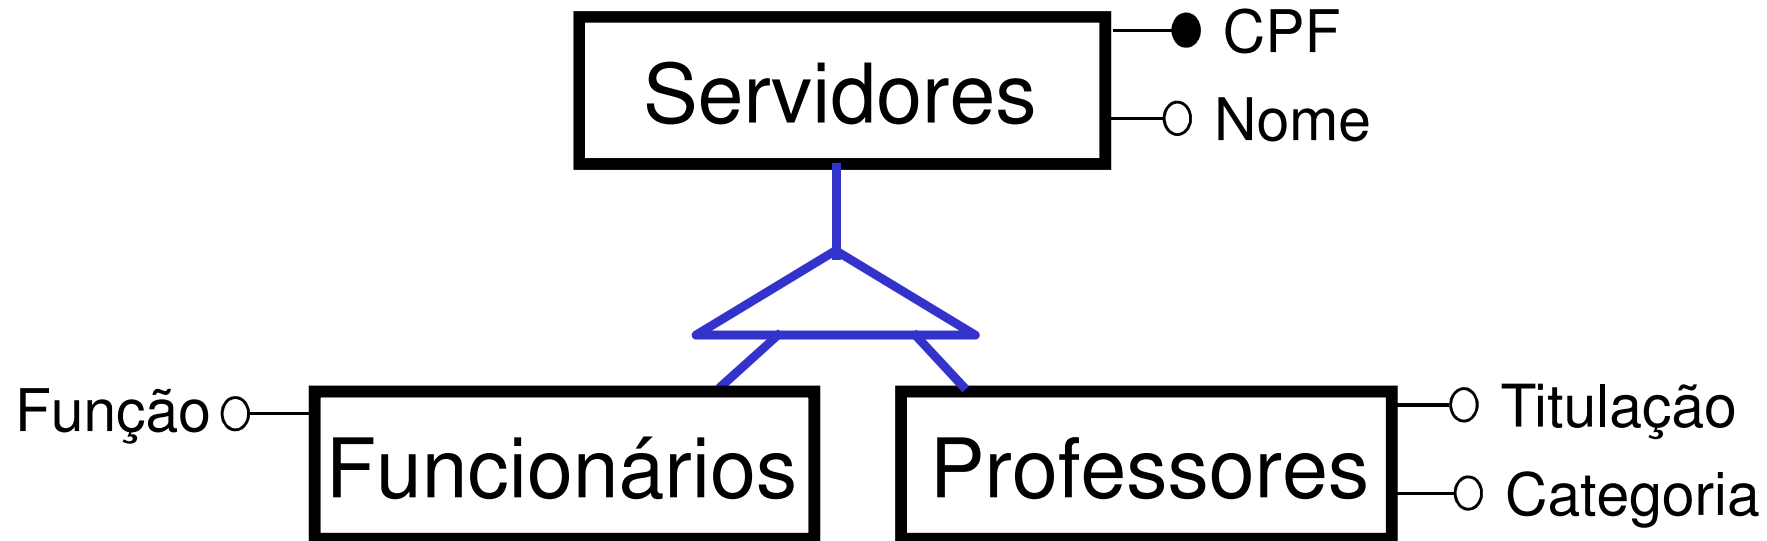 CPF
Servidores
Nome
Função
Funcionários
Professores
Titulação
Categoria